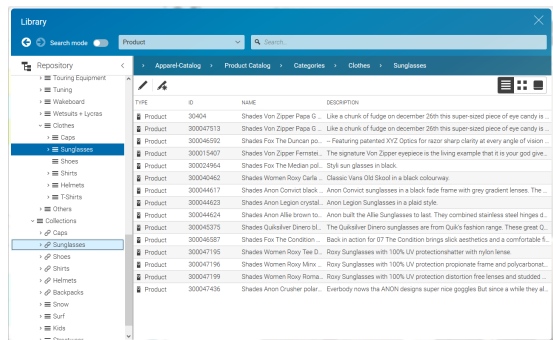 Library
Search mode
Product
Search...
Repository
Apparel-Catalog › Product Catalog › Categories › Clothes › Sunglasses
Touring Equipment
Tuning
Wakeboard
Wetsuits + Lycras
Clothes
Caps
Sunglasses
Shoes
Shirts
Helmets
T-Shirts
Others
Collections
Caps
Sunglasses
Shoes
Shirts
Helmets
Backpacks
Snow
Surf
Kids
TYPE ID NAME DESCRIPTION
Product 30404 Shades Von Zipper Papa G ... Like a chunk of fudge on december 26th this super-sized piece of eye candy is ...
Product 300047513 Shades Von Zipper Papa G ... Like a chunk of fudge on december 26th this super-sized piece of eye candy is ...
Product 300046592 Shades Fox The Duncan po... -- Featuring patented XYZ Optics for razor sharp clarity at every angle of vision ...
Product 300015407 Shades Von Zipper Fernstei... The signature Von Zipper eyepiece is the living example that it is your god give...
Product 300024964 Shades Fox The Median pol... Styli sun glasses in black.
Product 300040462 Shades Women Roxy Carla ... Classic Vans Old Skool in a black colourway.
Product 300044617 Shades Anon Convict black ... Anon Convict sunglasses in a black fade frame with grey gradient lenses. The ...
Product 300044623 Shades Anon Legion crystal... Anon Legion Sunglasses in a plaid style.
Product 300044624 Shades Anon Allie brown to... Anon built the Allie Sunglasses to last. They combined stainless steel hinges d...
Product 300045375 Shades Quiksilver Dinero bl... The Quiksilver Dinero sunglasses are from Quik's fashion range. These great Q...
Product 300046587 Shades Fox The Condition ... Back in action for 07 The Condition brings slick aesthetics and a comfortable fi...
Product 300047195 Shades Women Roxy Tee D... Roxy Sunglasses with 100% UV protectionshatter with nylon lense.
Product 300047196 Shades Women Roxy Minx ... Roxy Sunglasses with 100% UV protection propionate frame and polycarbonat...
Product 300047199 Shades Women Roxy Roma... Roxy Sunglasses with 100% UV protection distortion free lenses and studded ...
Product 300047436 Shades Anon Crusher polar... Everbody nows tha ANON designs super nice goggles But since a while they al...